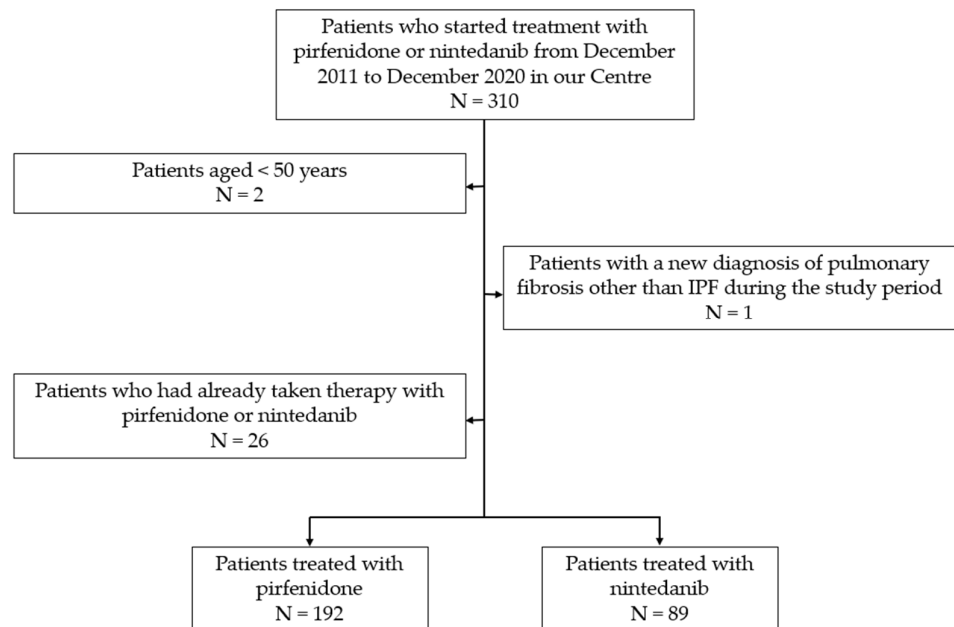 Patients who started treatment with
pirfenidone or nintedanib from December
2011 to December 2020 in our Centre
N = 310
Patients aged < 50 years
N = 2
Patients with a new diagnosis of pulmonary
fibrosis other than IPF during the study period
N = 1
Patients who had already taken therapy with
pirfenidone or nintedanib
N = 26
Patients treated with
pirfenidone
N = 192
Patients treated with
nintedanib
N = 89